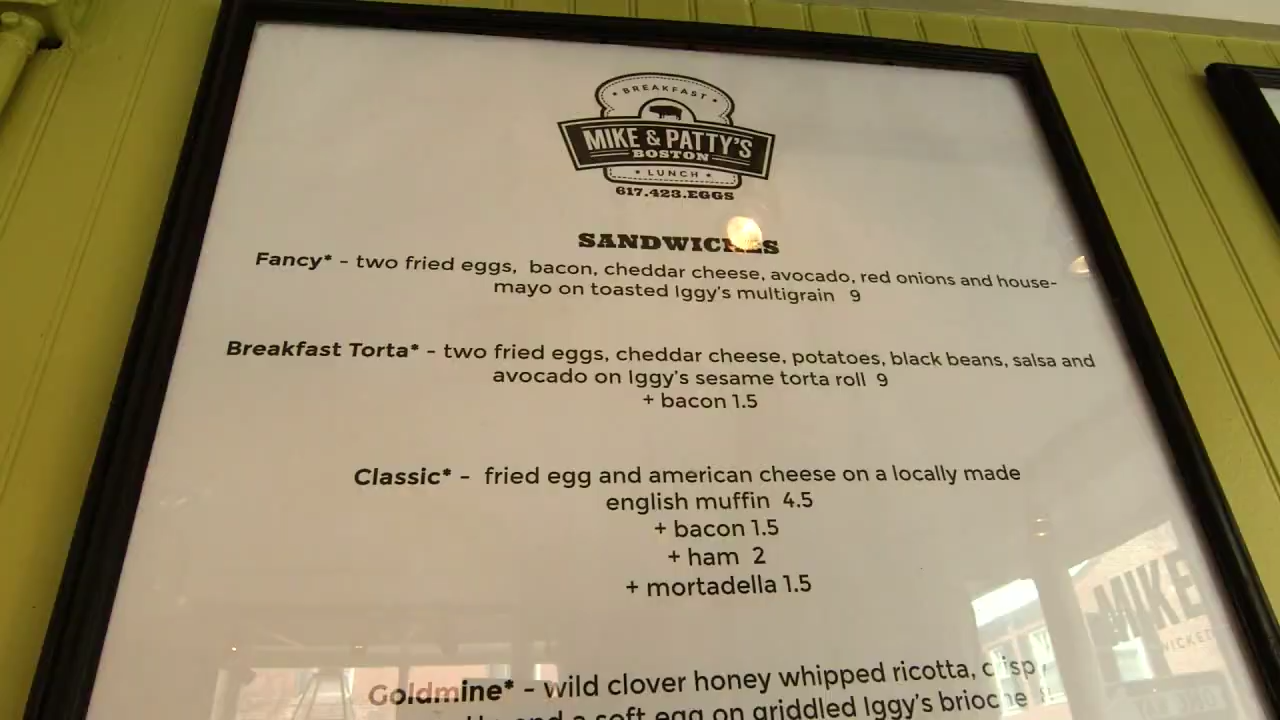 BREAKFAST
MIKE & PATTY'S
BOSTON
LUNCH
617.423.EGGS
SANDWICHES
Fancy* - two fried eggs, bacon, cheddar cheese, avocado, red onions and house-
mayo on toasted Iggy's multigrain 9
Breakfast Torta* - two fried eggs, cheddar cheese, potatoes, black beans, salsa and
avocado on Iggy's sesame torta roll 9
+ bacon 1.5
Classic* - fried egg and american cheese on a locally made
english muffin 4.5
+ bacon 1.5
+ ham 2
+ mortadella 1.5
Goldmine* - wild clover honey whipped ricotta, crispy
and a soft egg on griddled Iggy's brioche
MIKE
WICKED